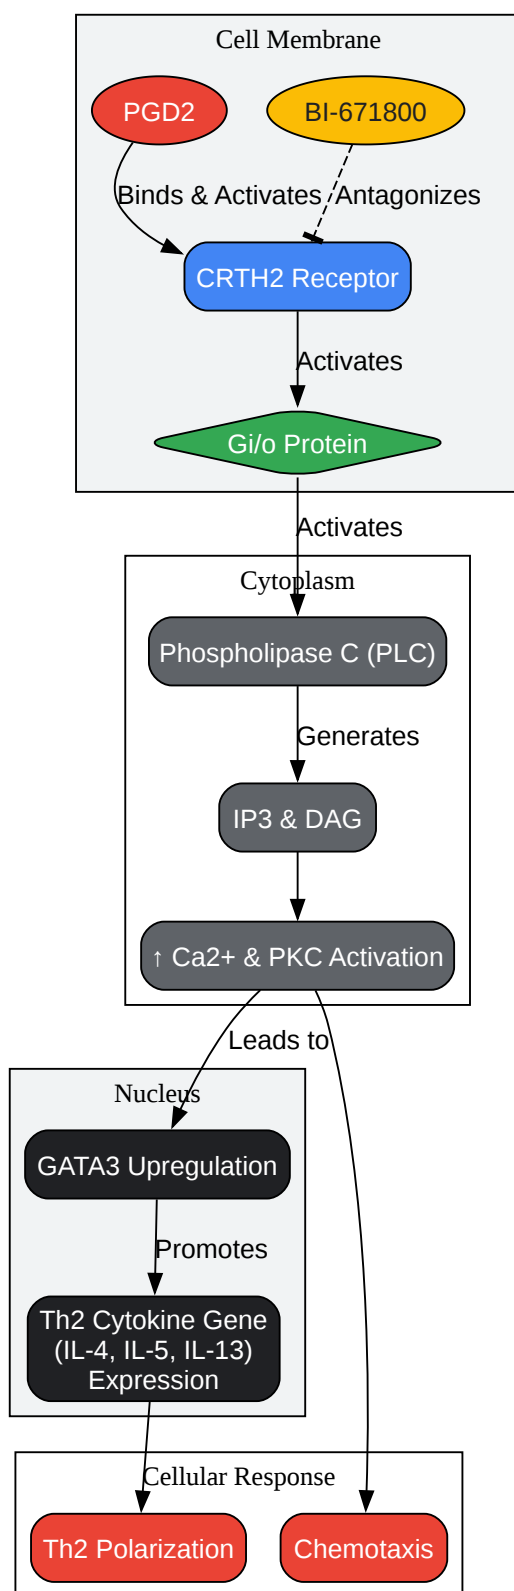 Cell Membrane
PGD2
BI-671800
Binds & Activates
Antagonizes
CRTH2 Receptor
Activates
Gi/o Protein
Activates
Cytoplasm
Phospholipase C (PLC)
Generates
IP3 & DAG
↑ Ca2+ & PKC Activation
Leads to
Nucleus
GATA3 Upregulation
Promotes
Th2 Cytokine Gene
(IL-4, IL-5, IL-13)
Expression
Cellular Response
Th2 Polarization
Chemotaxis